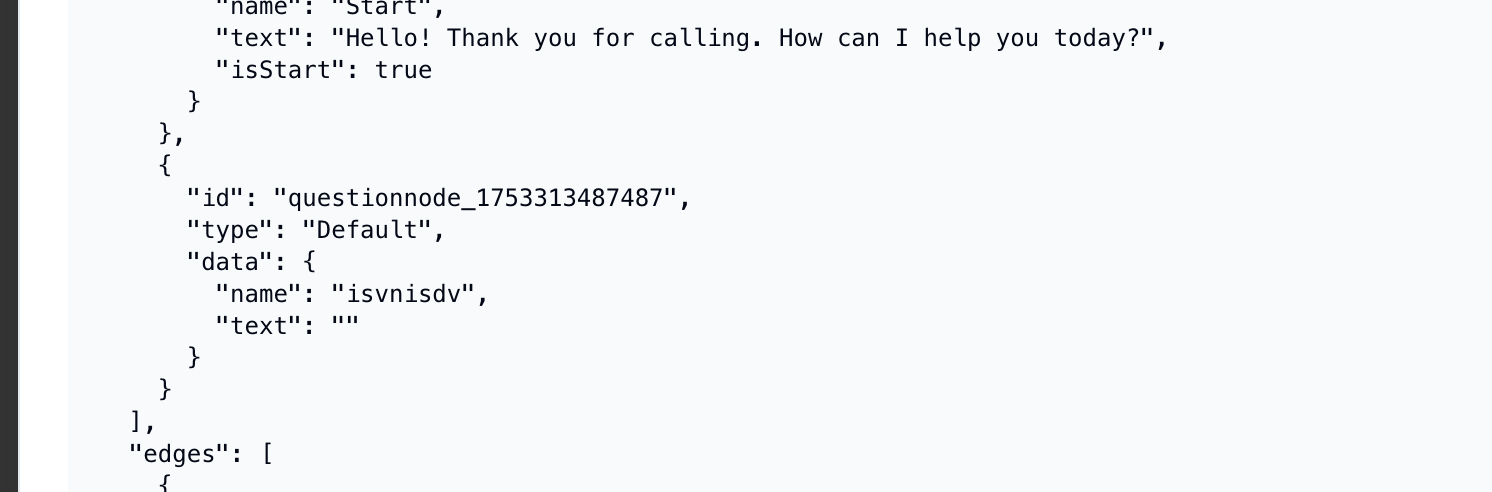 "name": "Start",
"text": "Hello! Thank you for calling. How can I help you today?",
"isStart": true
}
},
{
"id": "questionnode_1753313487487",
"type": "Default",
"data": {
"name": "isvnisdv",
"text": ""
}
}
],
"edges": [
{